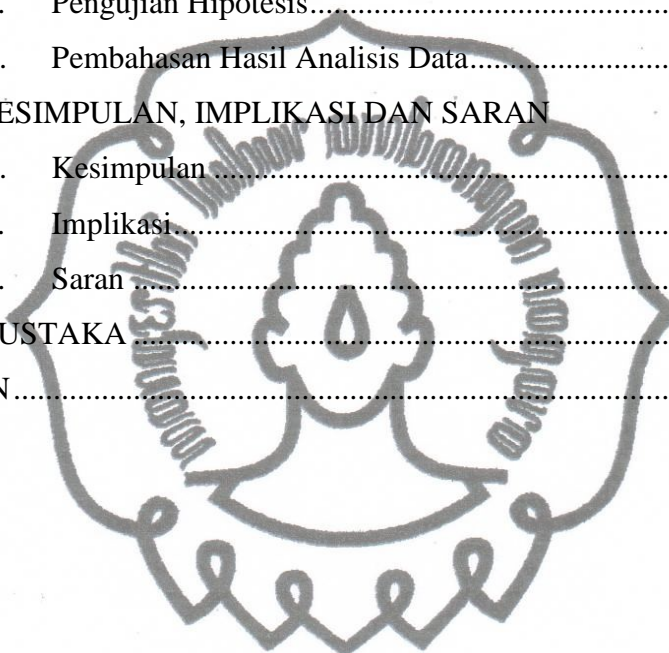 . Pengujian Hipotesis..........................................
. Pembahasan Hasil Analisis Data.........................
ESIMPULAN, IMPLIKASI DAN SARAN
. Kesimpulan ......................................................
. Implikasi............................................................
. Saran .................................................................
USTAKA ...................................................................
N..................................................................................